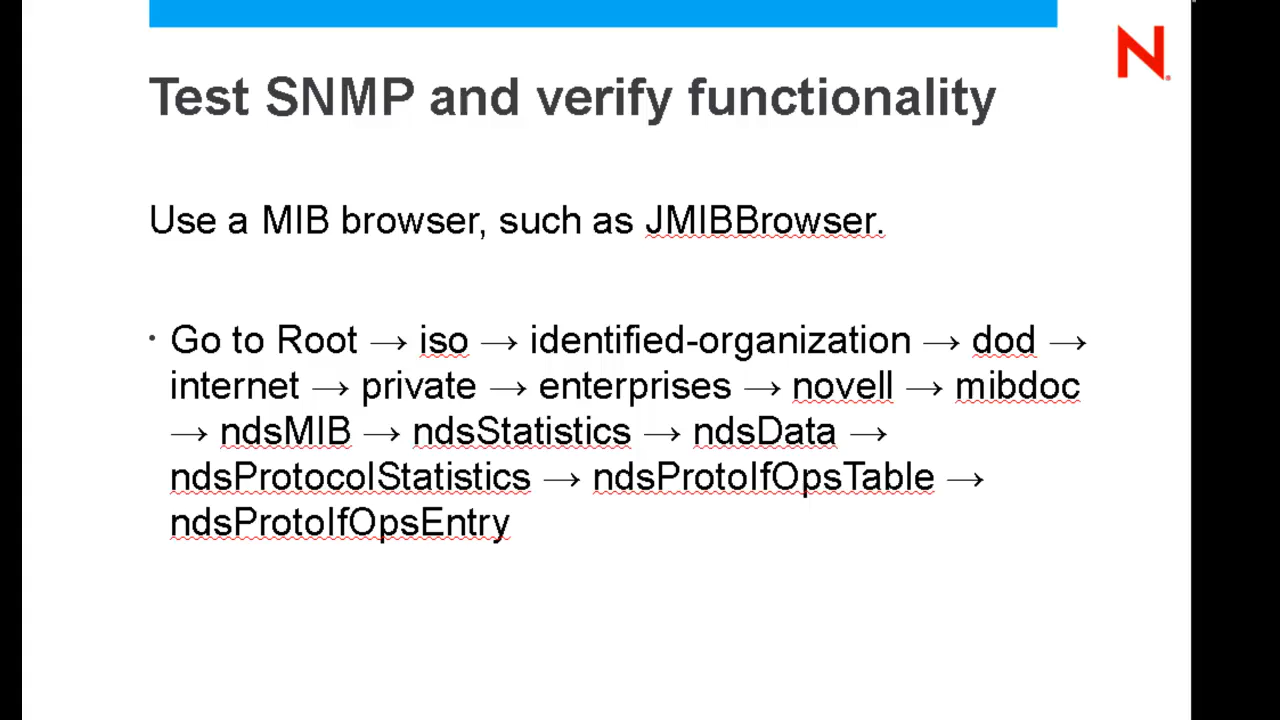 N
Test SNMP and verify functionality
Use a MIB browser, such as JMIBBrowser.
• Go to Root → iso → identified-organization → dod →
internet → private → enterprises → novell → mibdoc
→ ndsMIB → ndsStatistics → ndsData →
ndsProtocolStatistics → ndsProtoIfOpsTable →
ndsProtoIfOpsEntry